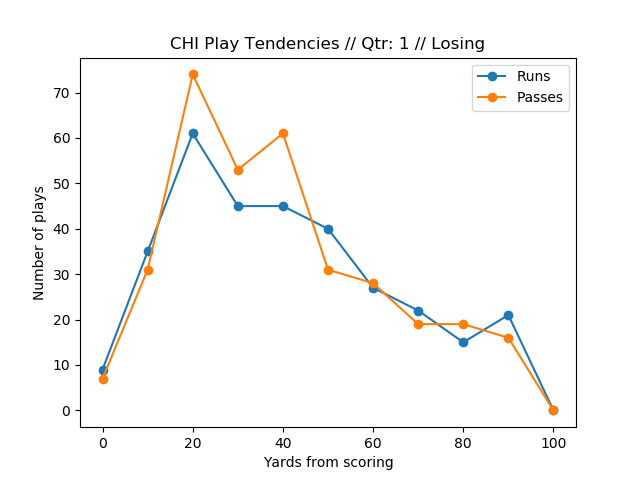 CHI Play Tendencies // Qtr: 1 // Losing
Runs
Passes
Number of plays
70
60
50
40
30
20
10
0
0 20 40 60 80 100
Yards from scoring